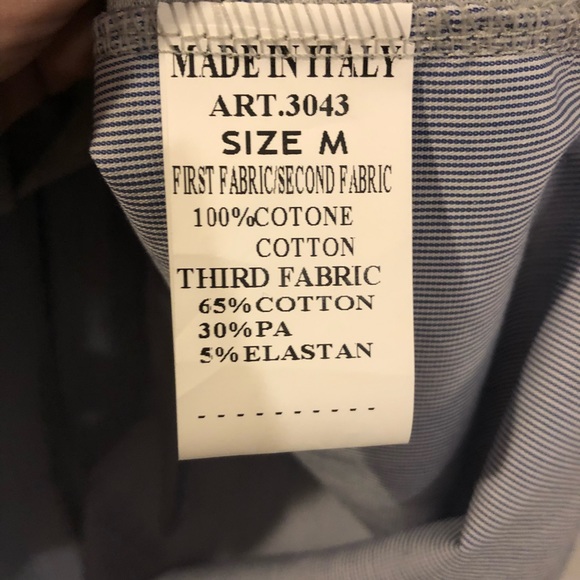 MADE IN ITALY
ART.3043
SIZE M
FIRST FABRIC/SECOND FABRIC
100%COTONE
COTTON
THIRD FABRIC
65%COTTON
30%PA
5%ELASTAN
- - - - - - - - - -